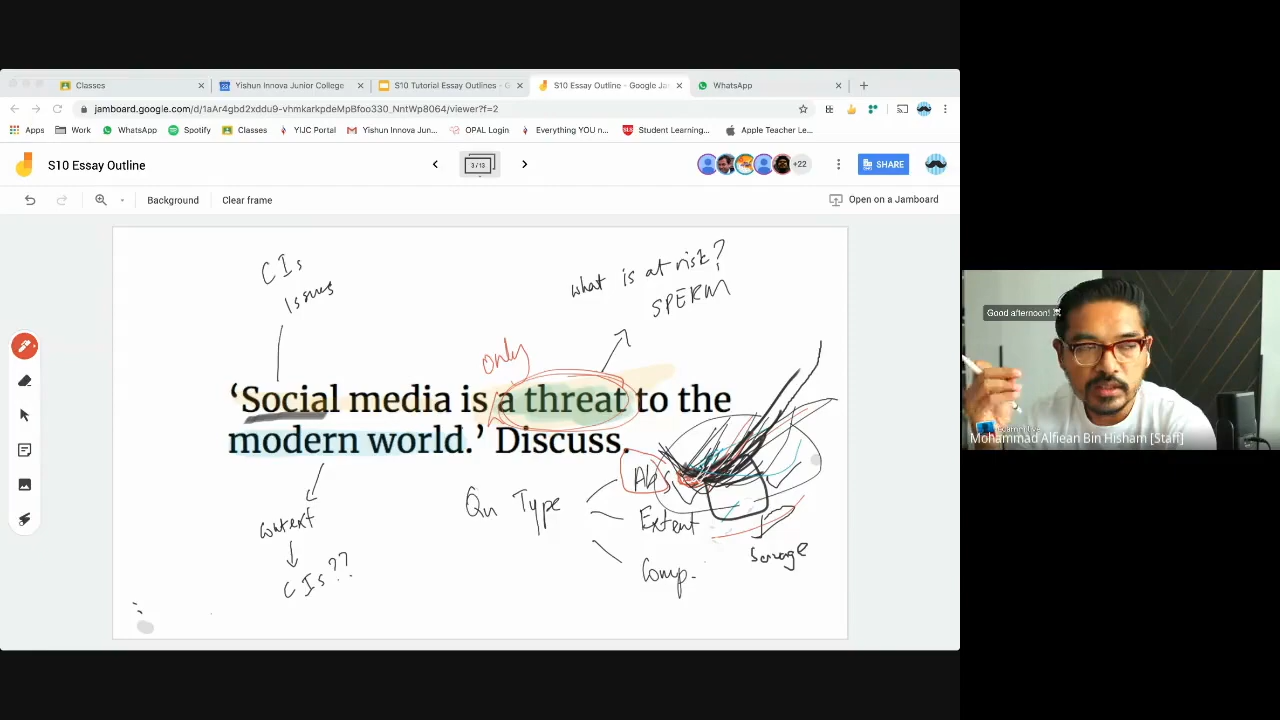 Classes
Yishun Innova Junior College
S10 Tutorial Essay Outlines - G
S10 Essay Outline - Google Jam
WhatsApp
jamboard.google.com/d/1aAr4gbd2xddu9-vhmkarkpdeMpBfoo330_NntWp8064/viewer?f=2
Apps
Work
WhatsApp
Spotify
Classes
YIJC Portal
Yishun Innova Jun...
OPAL Login
Everything YOU n...
Student Learning...
Apple Teacher Le...
S10 Essay Outline
3 / 13
+22
SHARE
Background
Clear frame
Open on a Jamboard
CIs
issues
what is at risk?
SPERM
only
‘Social media is a threat to the
modern world.’ Discuss.
context
CIs??
Qn Type
Abs
Extent
Comp.
Good afternoon!
Mohammad Alfiean Bin Hisham [Staff]